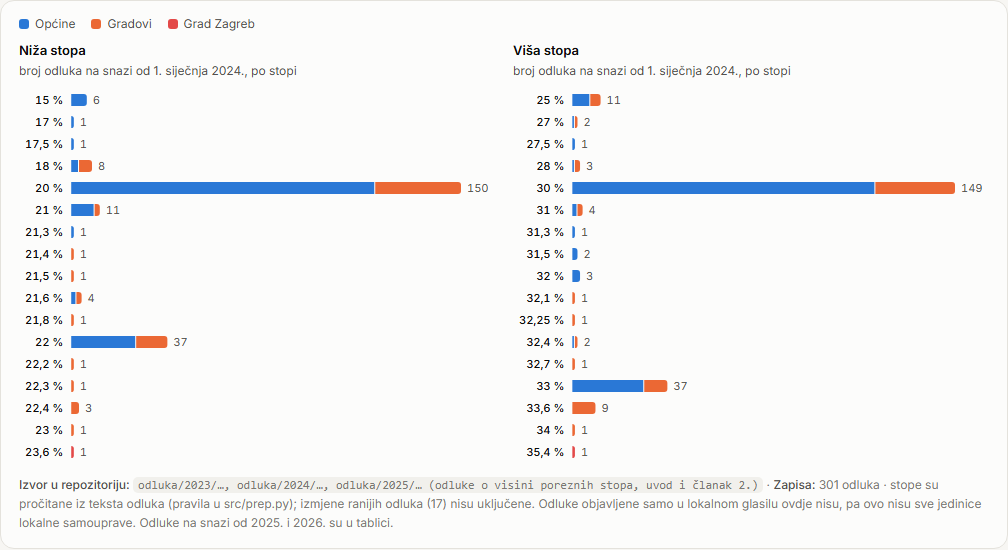 Općine Gradovi Grad Zagreb
Niža stopa
broj odluka na snazi od 1. siječnja 2024., po stopi
15 % 6
17 % 1
17,5 % 1
18 % 8
20 % 150
21 % 11
21,3 % 1
21,4 % 1
21,5 % 1
21,6 % 4
21,8 % 1
22 % 37
22,2 % 1
22,3 % 1
22,4 % 3
23 % 1
23,6 % 1
Viša stopa
broj odluka na snazi od 1. siječnja 2024., po stopi
25 % 11
27 % 2
27,5 % 1
28 % 3
30 % 149
31 % 4
31,3 % 1
31,5 % 2
32 % 3
32,1 % 1
32,25 % 1
32,4 % 2
32,7 % 1
33 % 37
33,6 % 9
34 % 1
35,4 % 1
Izvor u repozitoriju: odluka/2023/…, odluka/2024/…, odluka/2025/… (odluke o visini poreznih stopa, uvod i članak 2.) · Zapisa: 301 odluka · stope su
pročitane iz teksta odluka (pravila u src/prep.py); izmjene ranijih odluka (17) nisu uključene. Odluke objavljene samo u lokalnom glasilu ovdje nisu, pa ovo nisu sve jedinice
lokalne samouprave. Odluke na snazi od 2025. i 2026. su u tablici.